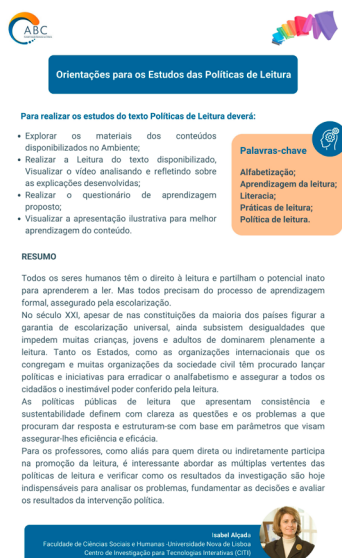 ABC
Orientações para os Estudos das Políticas de Leitura
Para realizar os estudos do texto Políticas de Leitura deverá:
• Explorar os materiais dos conteúdos
disponibilizados no Ambiente;
• Realizar a Leitura do texto disponibilizado,
Visualizar o vídeo analisando e refletindo sobre
as explicações desenvolvidas;
• Realizar o questionário de aprendizagem
proposto;
• Visualizar a apresentação ilustrativa para melhor
aprendizagem do conteúdo.
Palavras-chave
Alfabetização;
Aprendizagem da leitura;
Literacia;
Práticas de leitura;
Política de leitura.
RESUMO
Todos os seres humanos têm o direito à leitura e partilham o potencial inato
para aprenderem a ler. Mas todos precisam do processo de aprendizagem
formal, assegurado pela escolarização.
No século XXI, apesar de nas constituições da maioria dos países figurar a
garantia de escolarização universal, ainda subsistem desigualdades que
impedem muitas crianças, jovens e adultos de dominarem plenamente a
leitura. Tanto os Estados, como as organizações internacionais que os
congregam e muitas organizações da sociedade civil têm procurado lançar
políticas e iniciativas para erradicar o analfabetismo e assegurar a todos os
cidadãos o inestimável poder conferido pela leitura.
As políticas públicas de leitura que apresentam consistência e
sustentabilidade definem com clareza as questões e os problemas a que
procuram dar resposta e estruturam-se com base em parâmetros que visam
assegurar-lhes eficiência e eficácia.
Para os professores, como aliás para quem direta ou indiretamente participa
na promoção da leitura, é interessante abordar as múltiplas vertentes das
políticas de leitura e verificar como os resultados da investigação são hoje
indispensáveis para analisar os problemas, fundamentar as decisões e avaliar
os resultados da intervenção política.
Isabel Alçada
Faculdade de Ciências Sociais e Humanas -Universidade Nova de Lisboa
Centro de Investigação para Tecnologias Interativas (CITI)